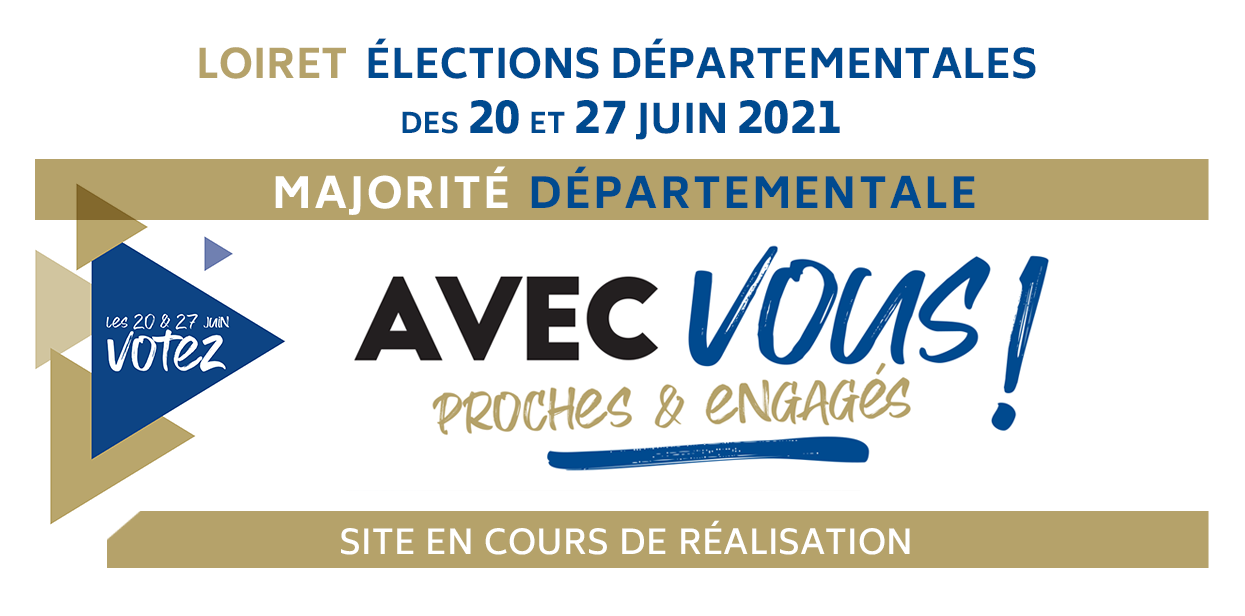 LOIRET ÉLECTIONS DÉPARTEMENTALES
DES 20 ET 27 JUIN 2021
MAJORITÉ DÉPARTEMENTALE
Les 20 & 27 JUIN
VOTEZ
AVEC VOUS !
PROCHES & ENGAGÉS
SITE EN COURS DE RÉALISATION